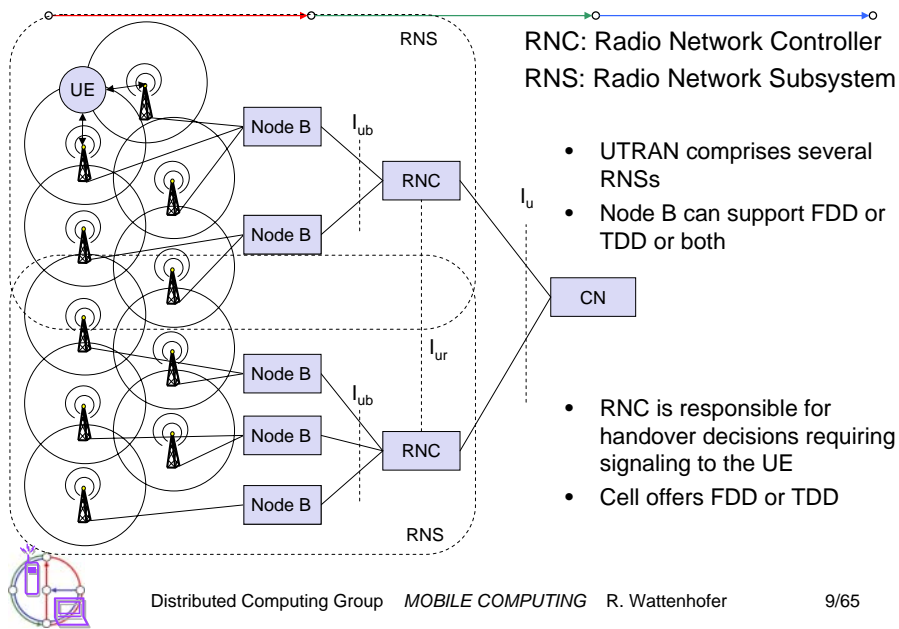 RNS
RNC: Radio Network Controller
RNS: Radio Network Subsystem
UE
Node B
Iub
RNC
Iu
• UTRAN comprises several
RNSs
• Node B can support FDD or
TDD or both
Node B
CN
Iur
Node B
Iub
Node B
RNC
Node B
RNS
• RNC is responsible for
handover decisions requiring
signaling to the UE
• Cell offers FDD or TDD
Distributed Computing Group MOBILE COMPUTING R. Wattenhofer 9/65